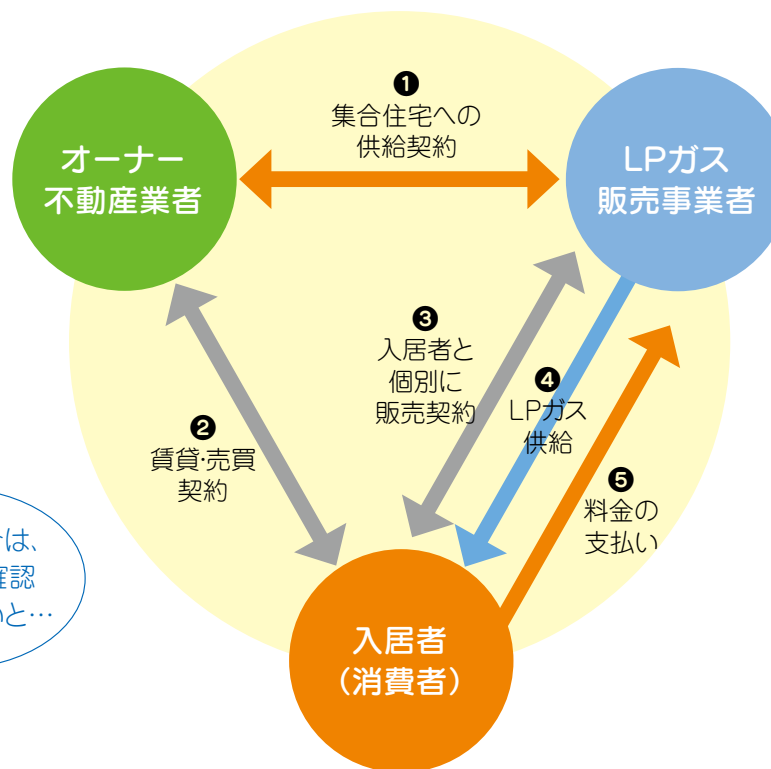 ❶
集合住宅への
供給契約
オーナー
不動産業者
LPガス
販売事業者
❸
入居者と
個別に
販売契約
❹
LPガス
供給
❷
賃貸・売買
契約
❺
料金の
支払い
は、
確認
いと…
入居者
（消費者）